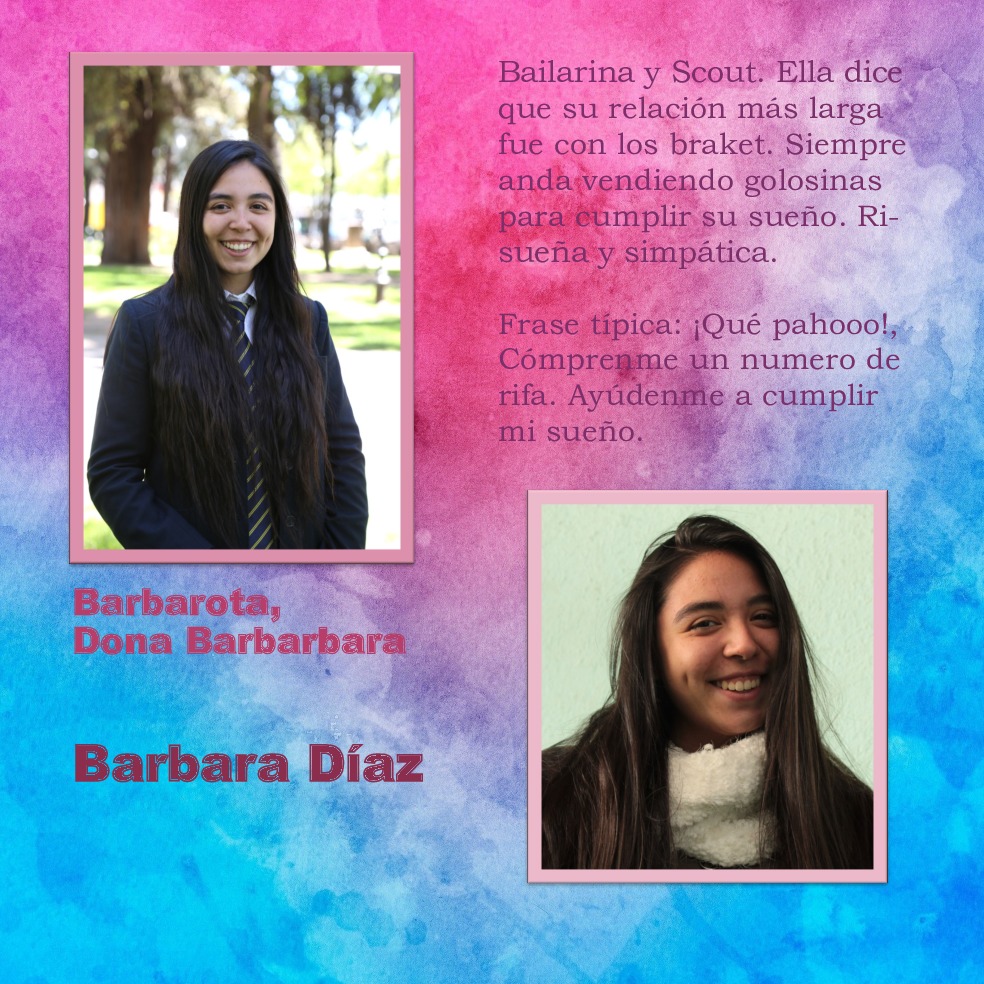 Bailarina y Scout. Ella dice
que su relación más larga
fue con los braket. Siempre
anda vendiendo golosinas
para cumplir su sueño. Ri-
sueña y simpática.
Frase típica: ¡Qué pahooo!,
Cómprenme un numero de
rifa. Ayúdenme a cumplir
mi sueño.
Barbarota,
Dona Barbarbara
Barbara Díaz